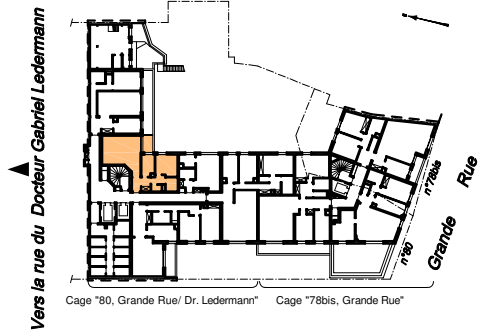 Vers la rue du Docteur Gabriel Ledermann
n°78bis
n°80
Grande Rue
Cage "80, Grande Rue/ Dr. Ledermann"
Cage "78bis, Grande Rue"